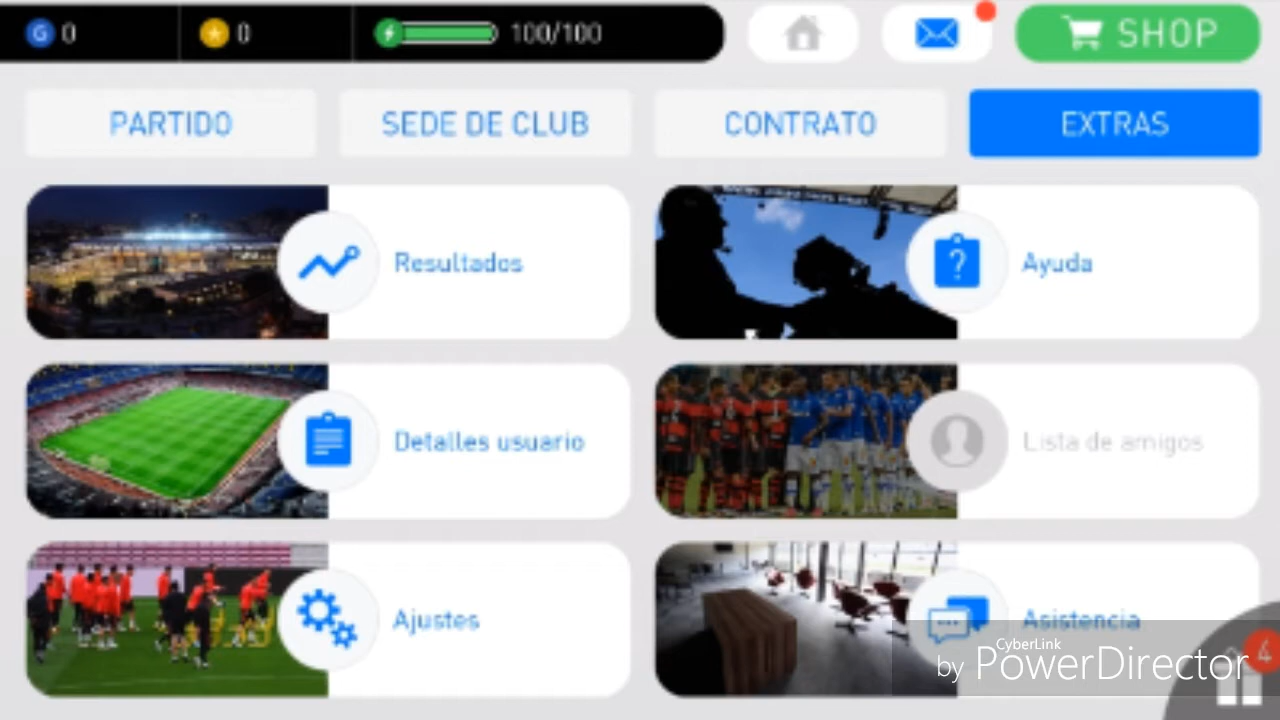 G 0
0
100/100
SHOP
PARTIDO
SEDE DE CLUB
CONTRATO
EXTRAS
Resultados
? Ayuda
Detalles usuario
Lista de amigos
Ajustes
Asistencia
4
CyberLink
by PowerDirector